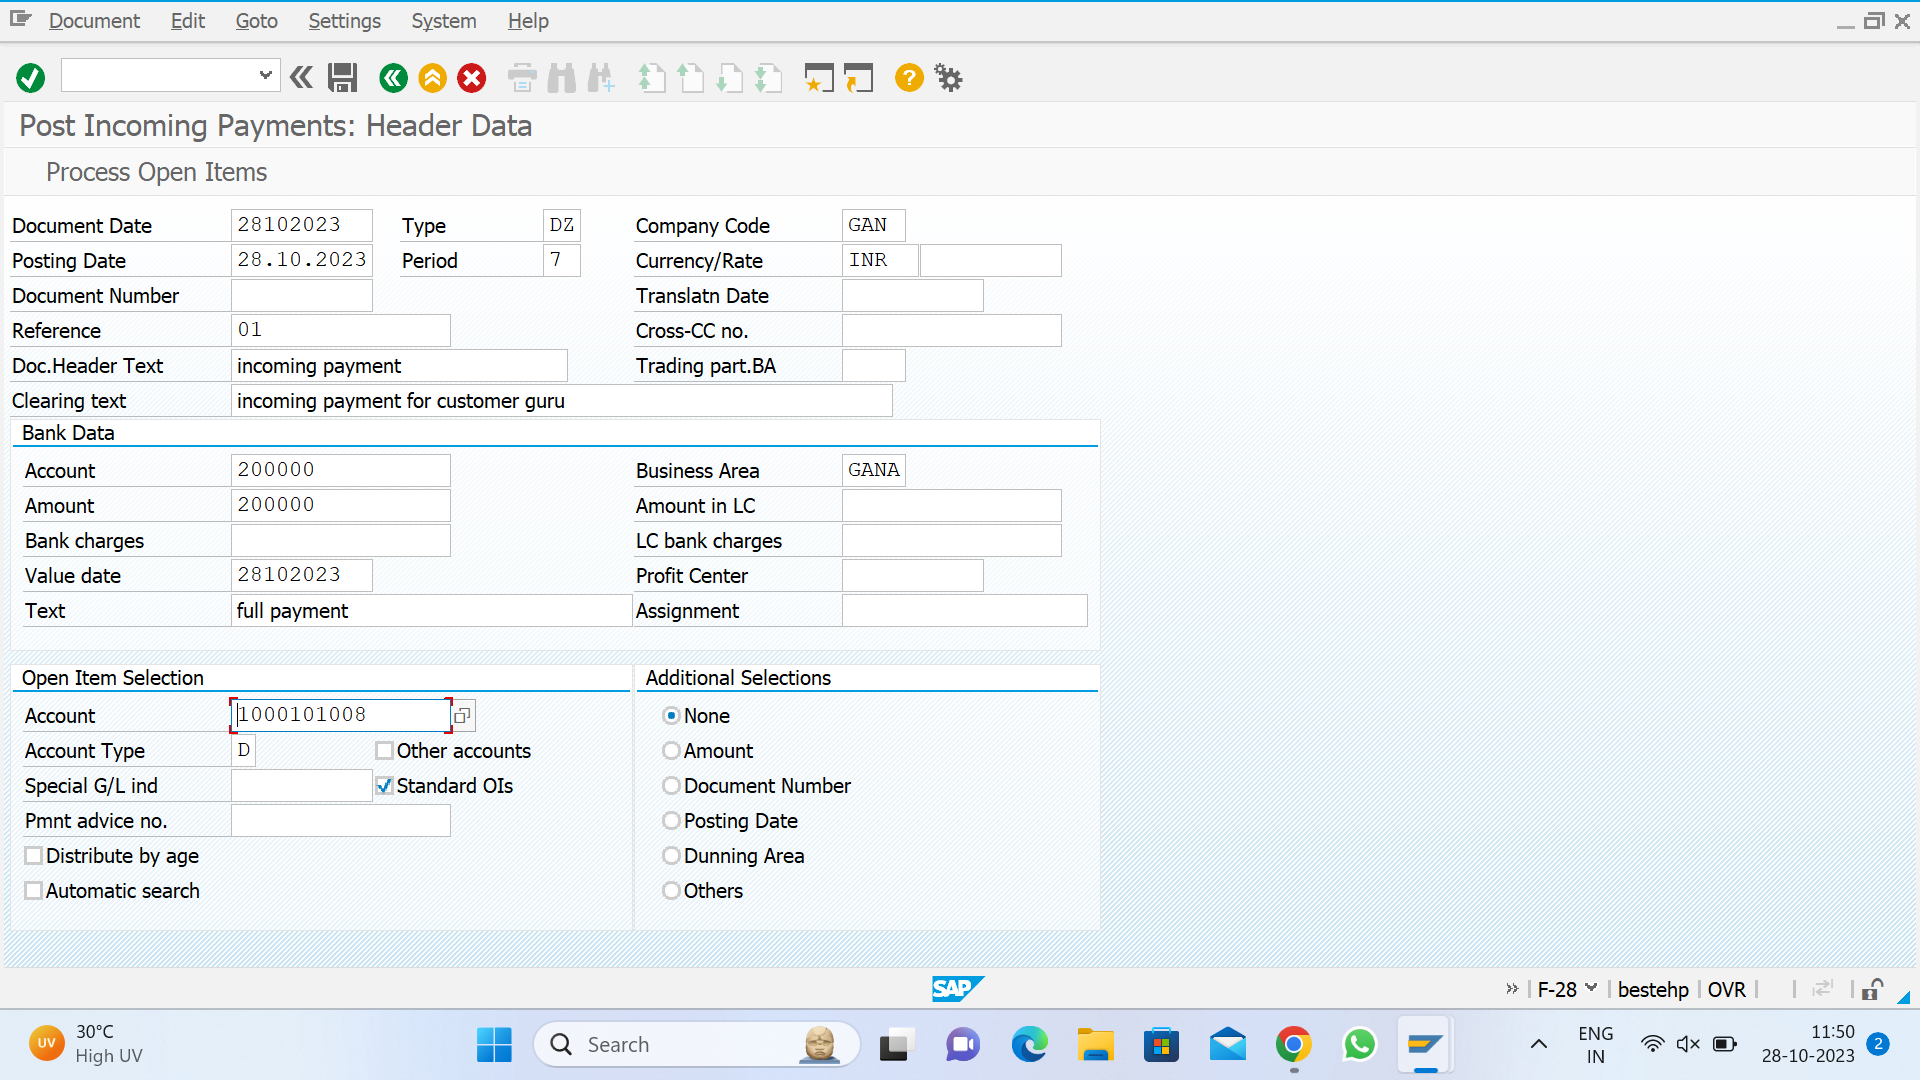 Document Edit Goto Settings System Help
Post Incoming Payments: Header Data
Process Open Items
Document Date 28102023 Type DZ Company Code GAN
Posting Date 28.10.2023 Period 7 Currency/Rate INR
Document Number Translatn Date
Reference 01 Cross-CC no.
Doc.Header Text incoming payment Trading part.BA
Clearing text incoming payment for customer guru
Bank Data
Account 200000 Business Area GANA
Amount 200000 Amount in LC
Bank charges LC bank charges
Value date 28102023 Profit Center
Text full payment Assignment
Open Item Selection Additional Selections
Account 1000101008 None
Account Type D Other accounts Amount
Special G/L ind Standard OIs Document Number
Pmnt advice no. Posting Date
Distribute by age Dunning Area
Automatic search Others
SAP F-28 bestehp OVR
UV 30°C Search ENG 11:50
High UV IN 28-10-2023 2